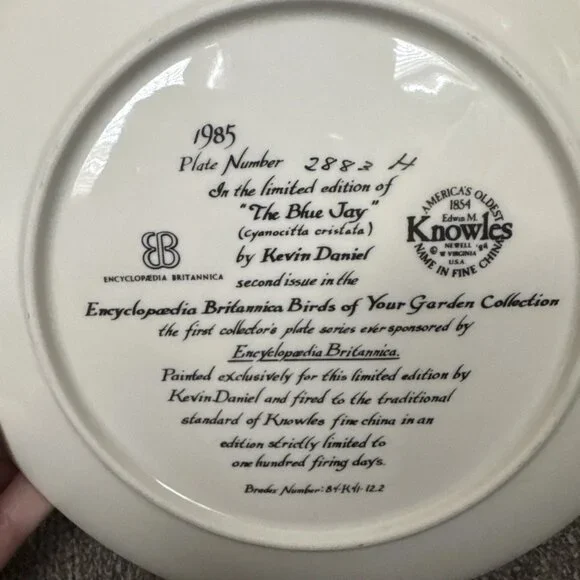 1985
Plate Number 2883 H
In the limited edition of
"The Blue Jay"
(cyanocitta cristata)
by Kevin Daniel
second issue in the
Encyclopædia Britannica Birds of Your Garden Collection
the first collector's plate series ever sponsored by
Encyclopædia Britannica.
Painted exclusively for this limited edition by
Kevin Daniel and fired to the traditional
standard of Knowles fine china in an
edition strictly limited to
one hundred firing days.
Bradex Number: 84-K41-12.2
EB
ENCYCLOPÆDIA BRITANNICA
AMERICA'S OLDEST
1854
Edwin M.
Knowles
©
NEWELL
W VIRGINIA
U.S.A.
NAME IN FINE CHINA